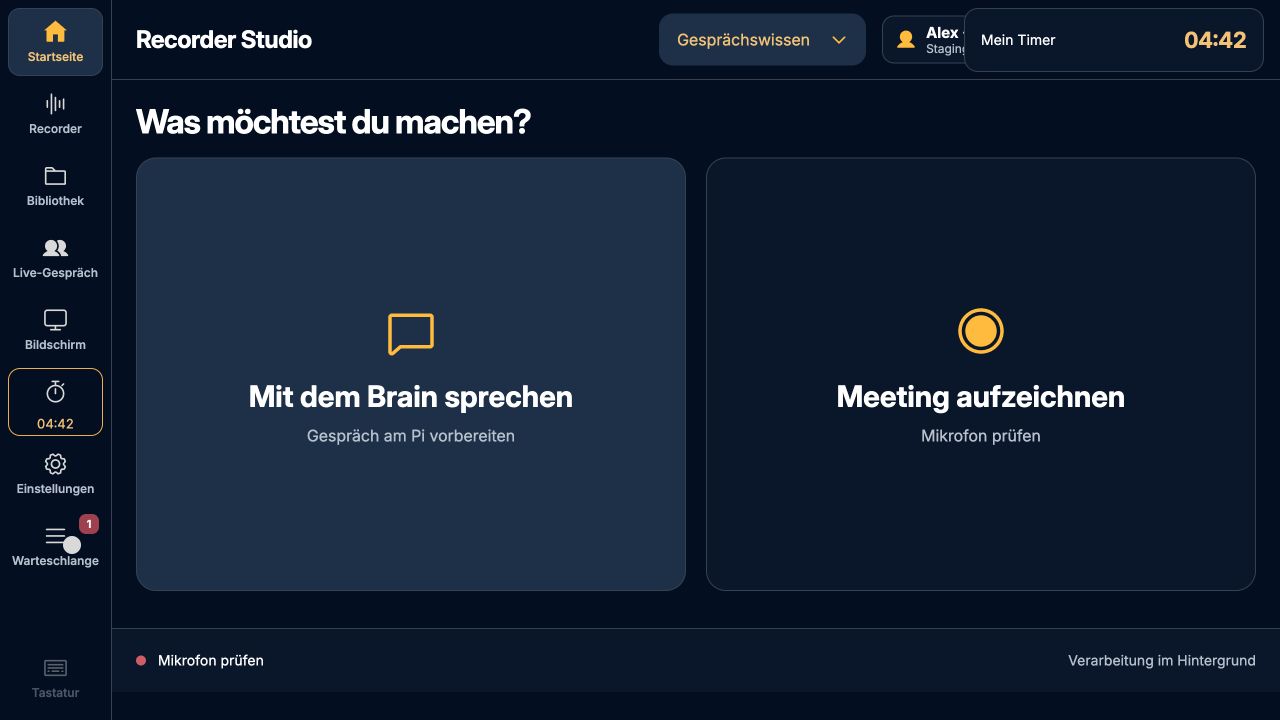 Startseite
Recorder
Bibliothek
Live-Gespräch
Bildschirm
04:42
Einstellungen
1
Warteschlange
Tastatur
Recorder Studio
Gesprächswissen
Alex
Staging
Mein Timer
04:42
Was möchtest du machen?
Mit dem Brain sprechen
Gespräch am Pi vorbereiten
Meeting aufzeichnen
Mikrofon prüfen
Mikrofon prüfen
Verarbeitung im Hintergrund